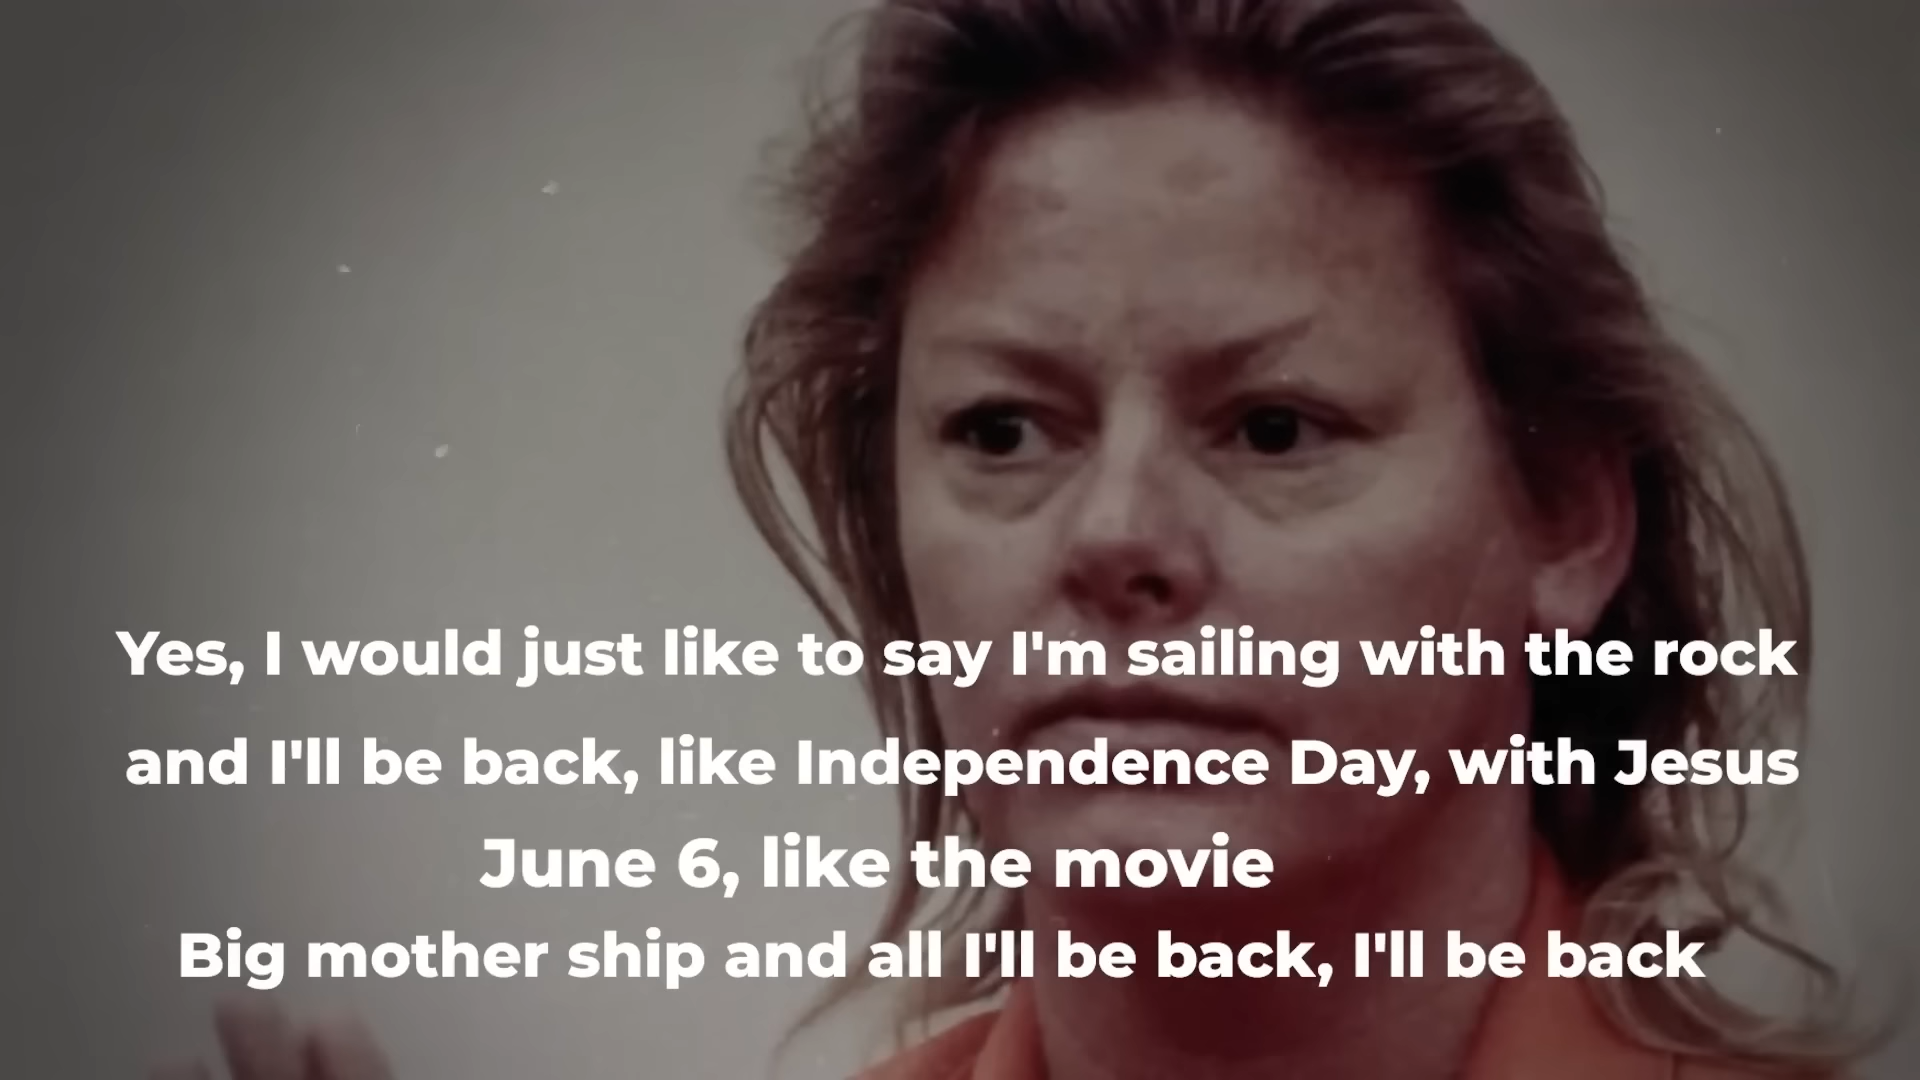 Yes, I would just like to say I'm sailing with the rock
and I'll be back, like Independence Day, with Jesus
June 6, like the movie
Big mother ship and all I'll be back, I'll be back